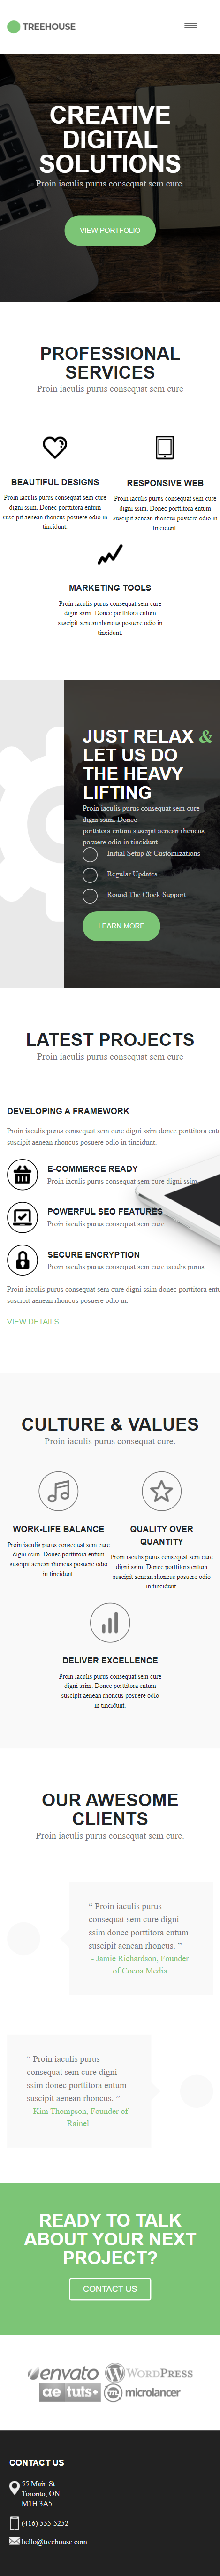 TREEHOUSE
CREATIVE
DIGITAL
SOLUTIONS
Proin iaculis purus consequat sem cure.
VIEW PORTFOLIO
PROFESSIONAL
SERVICES
Proin iaculis purus consequat sem cure
BEAUTIFUL DESIGNS
Proin iaculis purus consequat sem cure
digni ssim. Donec porttitora entum
suscipit aenean rhoncus posuere odio in
tincidunt.
RESPONSIVE WEB
Proin iaculis purus consequat sem cure
digni ssim. Donec porttitora entum
suscipit aenean rhoncus posuere odio in
tincidunt.
MARKETING TOOLS
Proin iaculis purus consequat sem cure
digni ssim. Donec porttitora entum
suscipit aenean rhoncus posuere odio in
tincidunt.
JUST RELAX &
LET US DO
THE HEAVY
LIFTING
Proin iaculis purus consequat sem cure
digni ssim. Donec
porttitora entum suscipit aenean rhoncus
posuere odio in tincidunt.
Initial Setup & Customizations
Regular Updates
Round The Clock Support
LEARN MORE
LATEST PROJECTS
Proin iaculis purus consequat sem cure
DEVELOPING A FRAMEWORK
Proin iaculis purus consequat sem cure digni ssim donec porttitora entum
suscipit aenean rhoncus posuere odio in tincidunt.
E-COMMERCE READY
Proin iaculis purus consequat sem cure digni ssim
POWERFUL SEO FEATURES
Proin iaculis purus consequat sem cure.
SECURE ENCRYPTION
Proin iaculis purus consequat sem cure iaculis purus.
Proin iaculis purus consequat sem cure digni ssim donec porttitora entum
suscipit aenean rhoncus posuere odio in.
VIEW DETAILS
CULTURE & VALUES
Proin iaculis purus consequat cure.
WORK-LIFE BALANCE
Proin iaculis purus consequat sem cure
digni ssim. Donec porttitora entum
suscipit aenean rhoncus posuere odio
in tincidunt.
QUALITY OVER
QUANTITY
Proin iaculis purus consequat sem cure
digni ssim. Donec porttitora entum
suscipit aenean rhoncus posuere odio
in tincidunt.
DELIVER EXCELLENCE
Proin iaculis purus consequat sem cure
digni ssim. Donec porttitora entum
suscipit aenean rhoncus posuere odio
in tincidunt.
OUR AWESOME
CLIENTS
Proin iaculis purus consequat sem cure.
“ Proin iaculis purus
consequat sem cure digni
ssim donec porttitora entum
suscipit aenean rhoncus. ”
- Jamie Richardson, Founder
of Cocoa Media
“ Proin iaculis purus
consequat sem cure digni
ssim donec porttitora entum
suscipit aenean rhoncus. ”
- Kim Thompson, Founder of
Rainel
READY TO TALK
ABOUT YOUR NEXT
PROJECT?
CONTACT US
envato WORDPRESS
ae tuts+ microlancer
CONTACT US
55 Main St.
Toronto, ON
M1H 3A5
(416) 555-5252
hello@treehouse.com